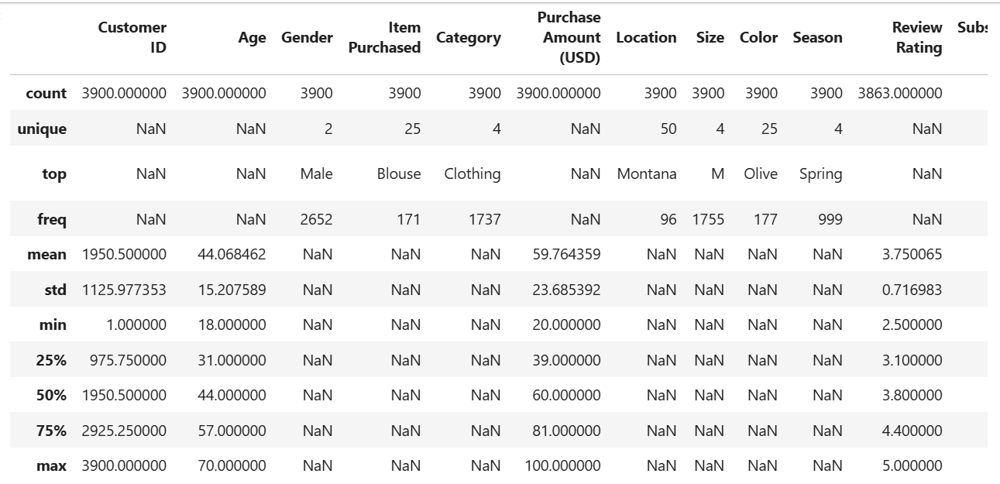 Customer ID Age Gender Item Purchased Category Purchase Amount (USD) Location Size Color Season Review Rating Subs
count 3900.000000 3900.000000 3900 3900 3900 3900.000000 3900 3900 3900 3900 3863.000000
unique NaN NaN 2 25 4 NaN 50 4 25 4 NaN
top NaN NaN Male Blouse Clothing NaN Montana M Olive Spring NaN
freq NaN NaN 2652 171 1737 NaN 96 1755 177 999 NaN
mean 1950.500000 44.068462 NaN NaN NaN 59.764359 NaN NaN NaN NaN 3.750065
std 1125.977353 15.207589 NaN NaN NaN 23.685392 NaN NaN NaN NaN 0.716983
min 1.000000 18.000000 NaN NaN NaN 20.000000 NaN NaN NaN NaN 2.500000
25% 975.750000 31.000000 NaN NaN NaN 39.000000 NaN NaN NaN NaN 3.100000
50% 1950.500000 44.000000 NaN NaN NaN 60.000000 NaN NaN NaN NaN 3.800000
75% 2925.250000 57.000000 NaN NaN NaN 81.000000 NaN NaN NaN NaN 4.400000
max 3900.000000 70.000000 NaN NaN NaN 100.000000 NaN NaN NaN NaN 5.000000